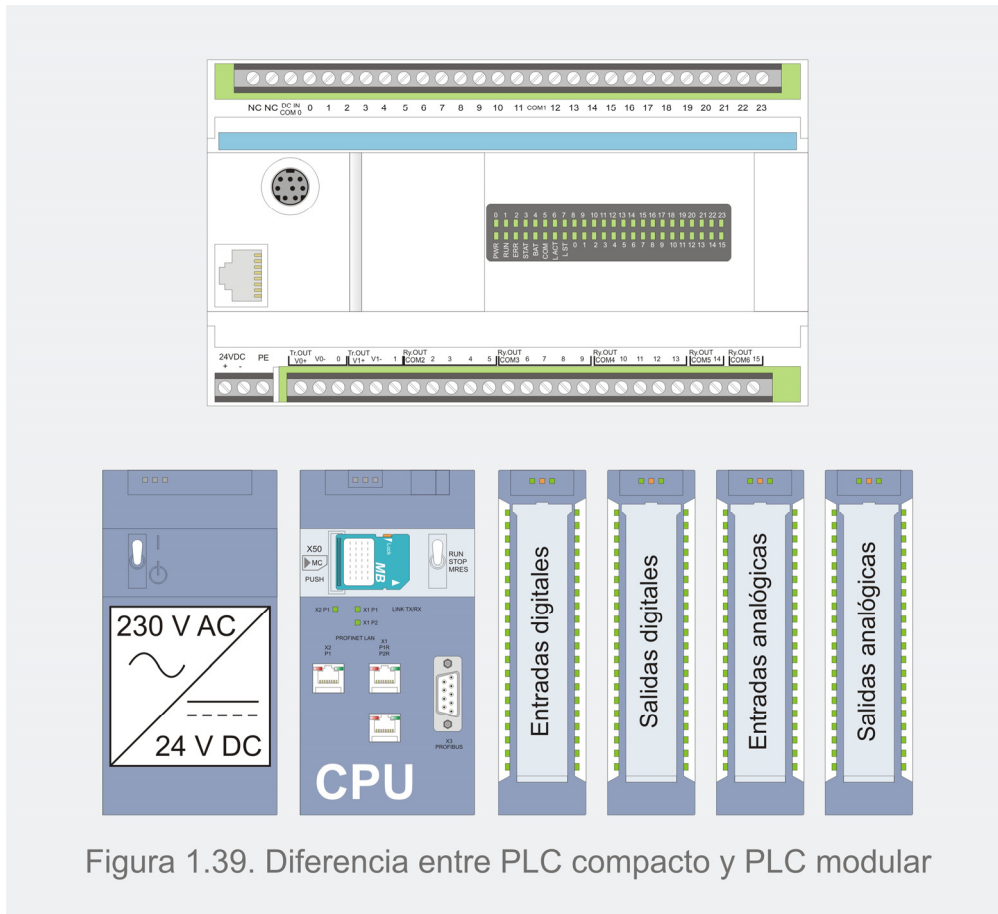 NC NC DC IN COM 0 0 1 2 3 4 5 6 7 8 9 10 11 COM1 12 13 14 15 16 17 18 19 20 21 22 23
0 1 2 3 4 5 6 7 8 9 10 11 12 13 14 15 16 17 18 19 20 21 22 23
PWR RUN ERR STAT BAT COM L ACT L ST 0 1 2 3 4 5 6 7 8 9 10 11 12 13 14 15
24VDC + - PE
Tr.OUT V0+ V0- 0 Tr.OUT V1+ V1- 1 Ry.OUT COM2 2 3 4 5 Ry.OUT COM3 6 7 8 9 Ry.OUT COM4 10 11 12 13 Ry.OUT COM5 14 Ry.OUT COM6 15
230 V AC
24 V DC
X50
MC
PUSH
Lock
MB
RUN
STOP
MRES
X2 P1 X1 P1 LINK TX/RX
X1 P2
PROFINET LAN
X2
P1
X1
P1R
P2R
X3
PROFIBUS
CPU
Entradas digitales
Salidas digitales
Entradas analógicas
Salidas analógicas
Figura 1.39. Diferencia entre PLC compacto y PLC modular